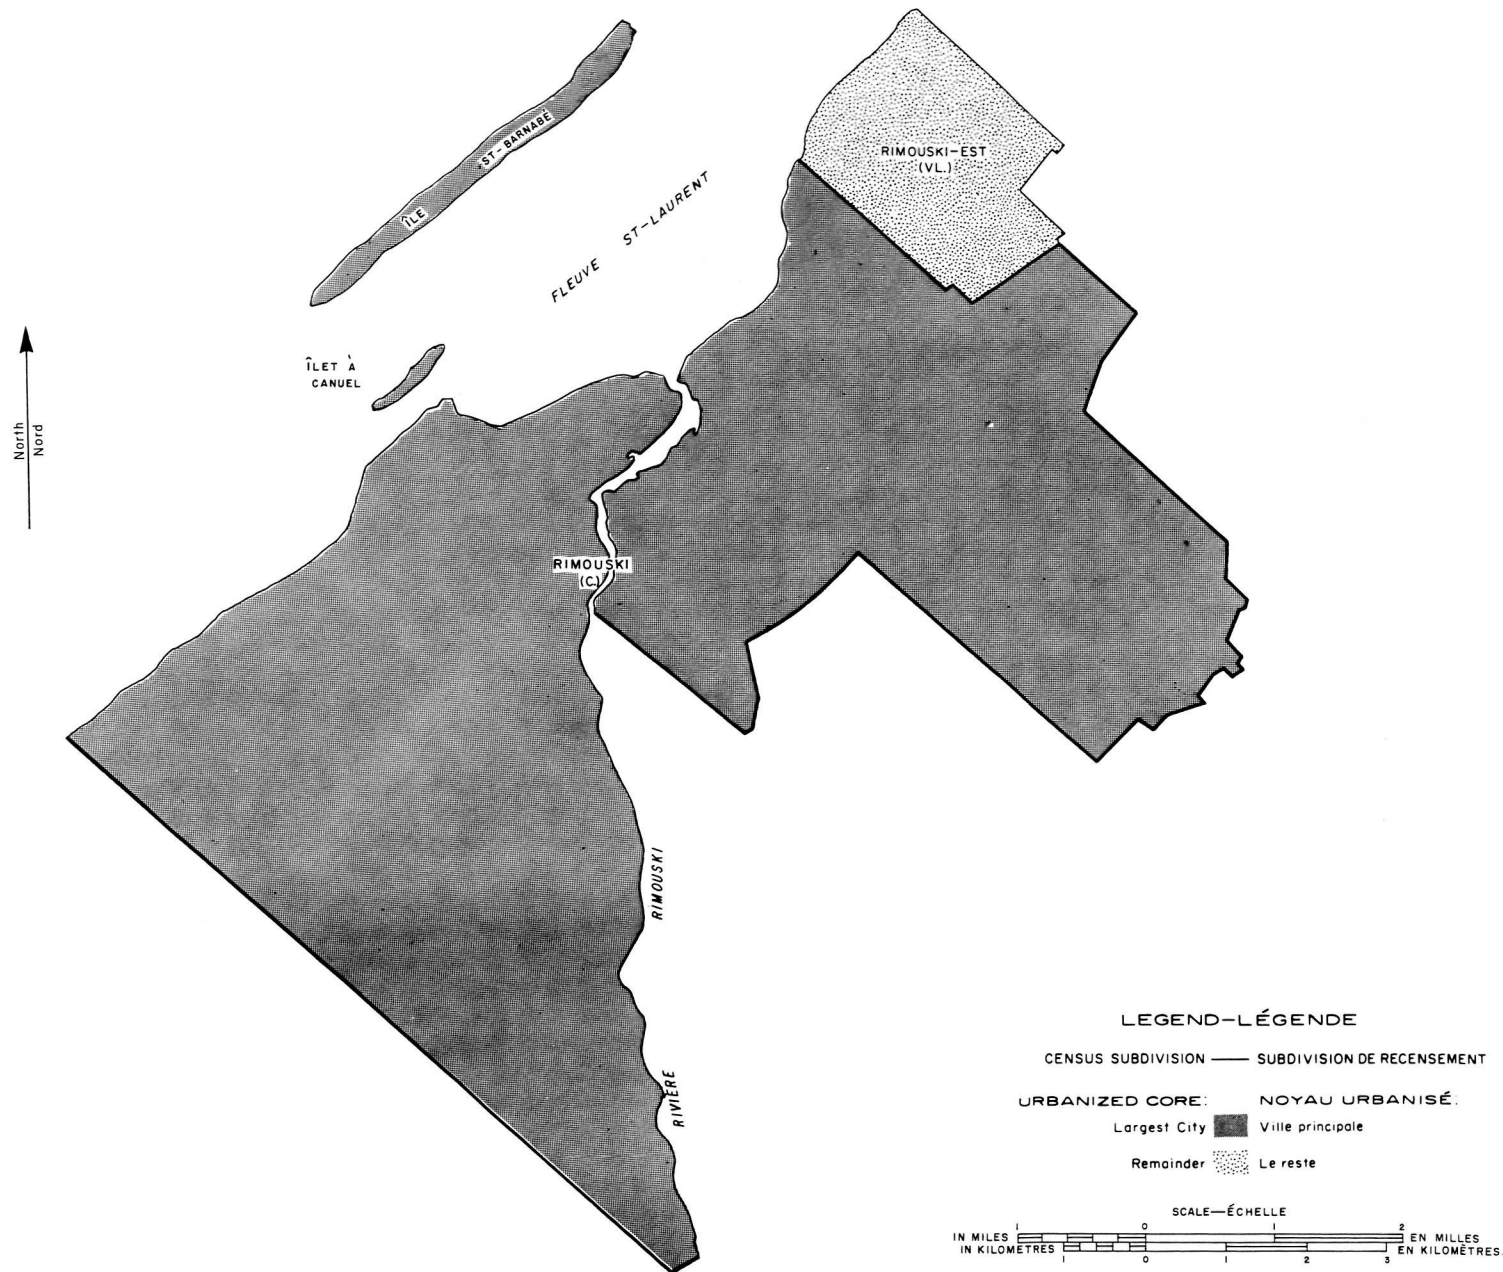 ST-BARNABÉ
ÎLE
FLEUVE ST-LAURENT
RIMOUSKI-EST
(VL.)
ÎLET À
CANUEL
North
Nord
RIMOUSKI
(C.)
RIMOUSKI
RIVIÈRE
LEGEND-LÉGENDE
CENSUS SUBDIVISION —— SUBDIVISION DE RECENSEMENT
URBANIZED CORE: NOYAU URBANISÉ:
Largest City Ville principale
Remainder Le reste
SCALE—ÉCHELLE
1 0 1 2
IN MILES EN MILLES
IN KILOMETRES EN KILOMÈTRES
1 0 1 2 3